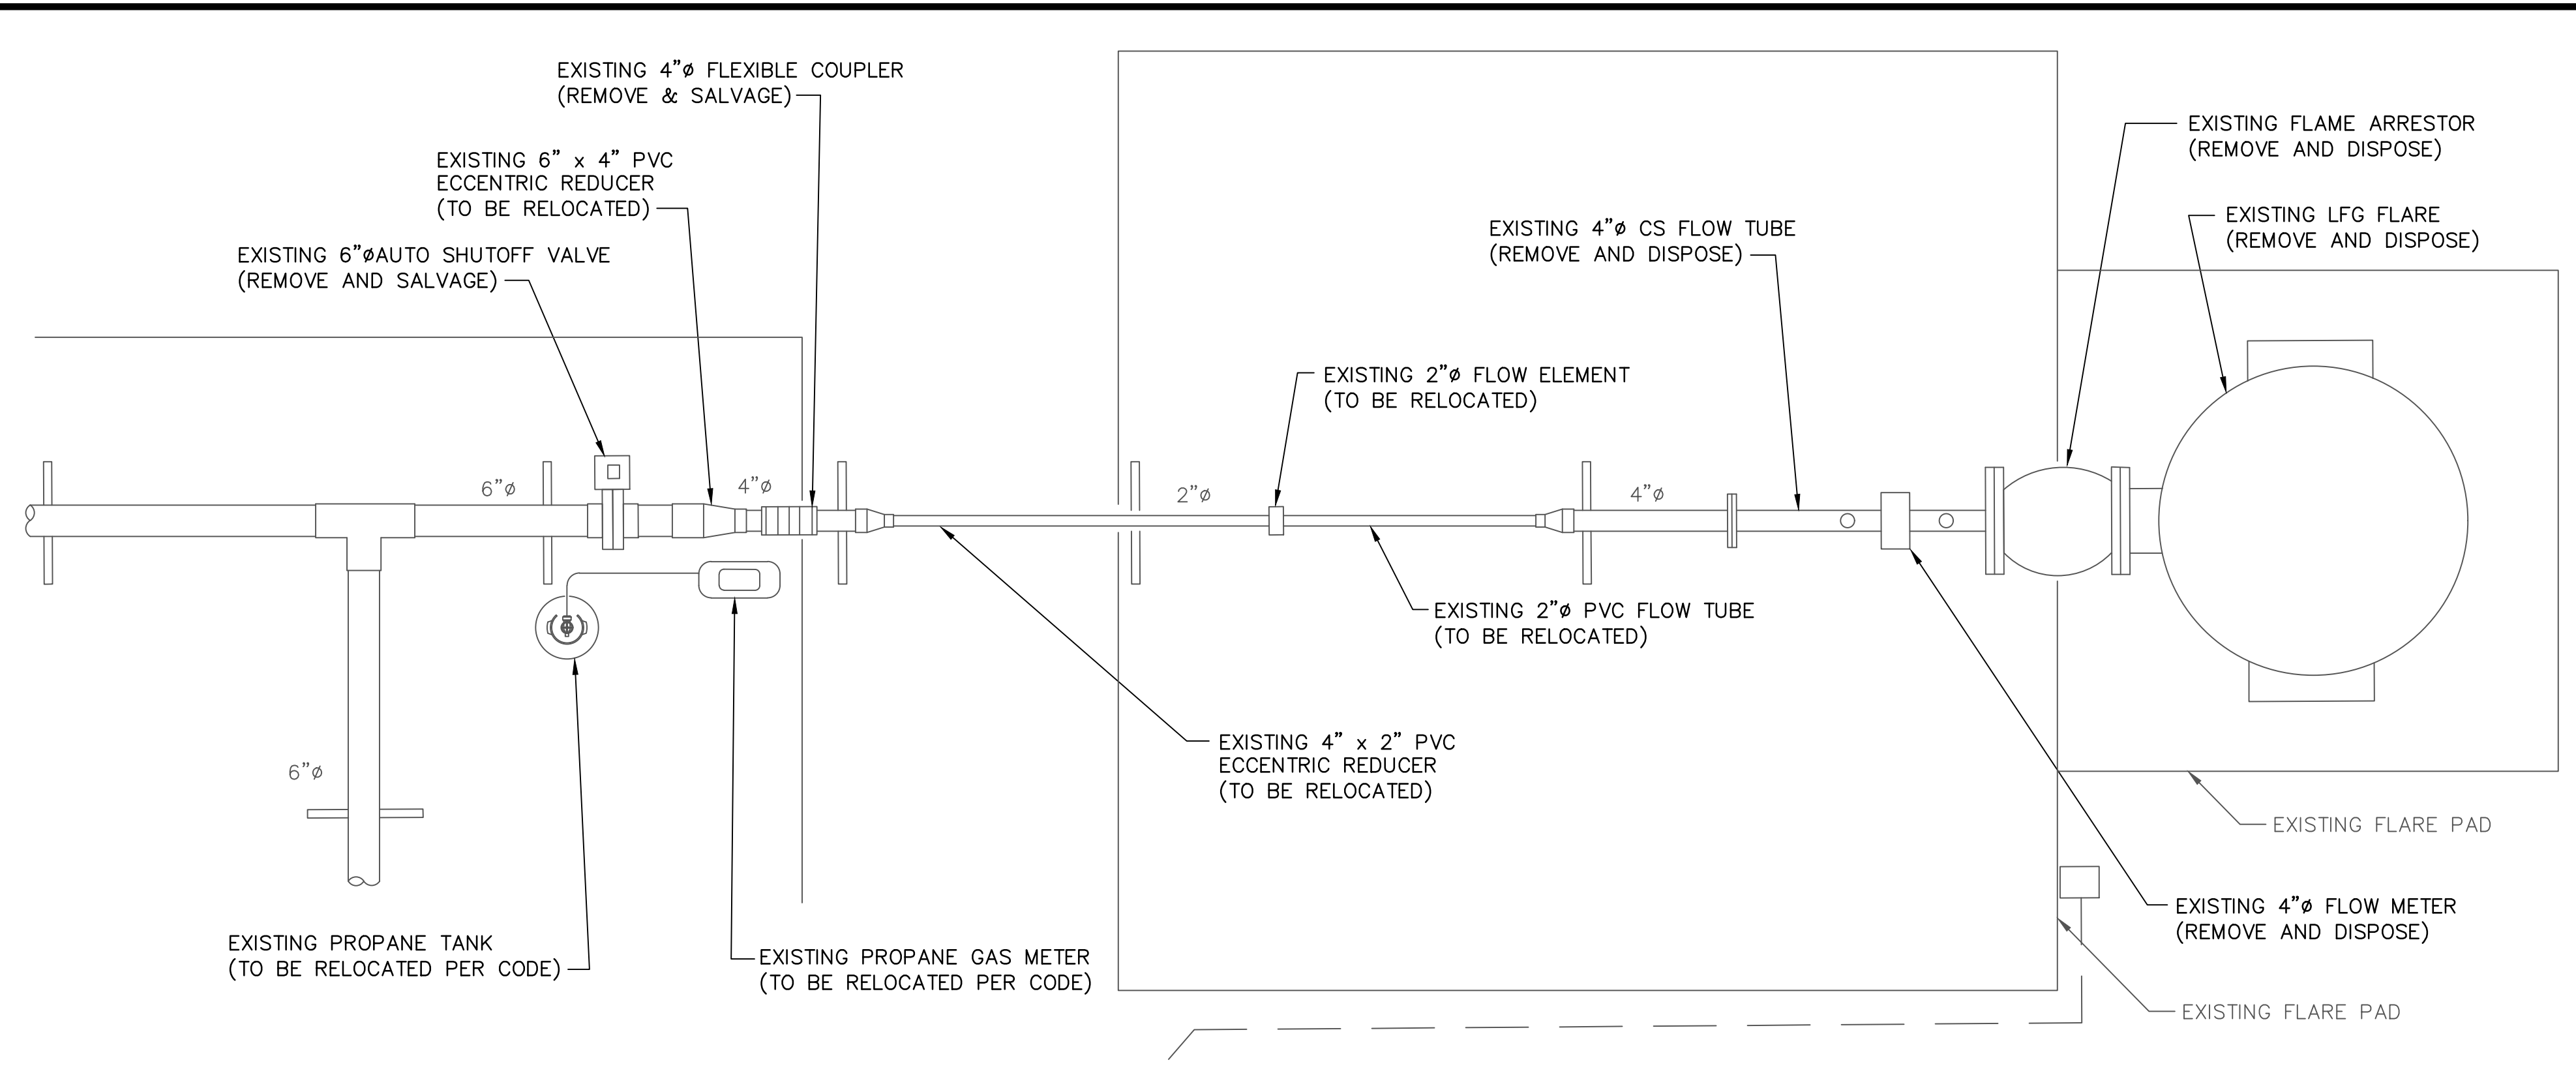 EXISTING 4"ø FLEXIBLE COUPLER
(REMOVE & SALVAGE)
EXISTING 6" x 4" PVC
ECCENTRIC REDUCER
(TO BE RELOCATED)
EXISTING 6"øAUTO SHUTOFF VALVE
(REMOVE AND SALVAGE)
EXISTING FLAME ARRESTOR
(REMOVE AND DISPOSE)
EXISTING LFG FLARE
(REMOVE AND DISPOSE)
EXISTING 4"ø CS FLOW TUBE
(REMOVE AND DISPOSE)
EXISTING 2"ø FLOW ELEMENT
(TO BE RELOCATED)
6"ø
4"ø
2"ø
4"ø
EXISTING 2"ø PVC FLOW TUBE
(TO BE RELOCATED)
EXISTING 4" x 2" PVC
ECCENTRIC REDUCER
(TO BE RELOCATED)
6"ø
EXISTING FLARE PAD
EXISTING 4"ø FLOW METER
(REMOVE AND DISPOSE)
EXISTING PROPANE TANK
(TO BE RELOCATED PER CODE)
EXISTING PROPANE GAS METER
(TO BE RELOCATED PER CODE)
EXISTING FLARE PAD